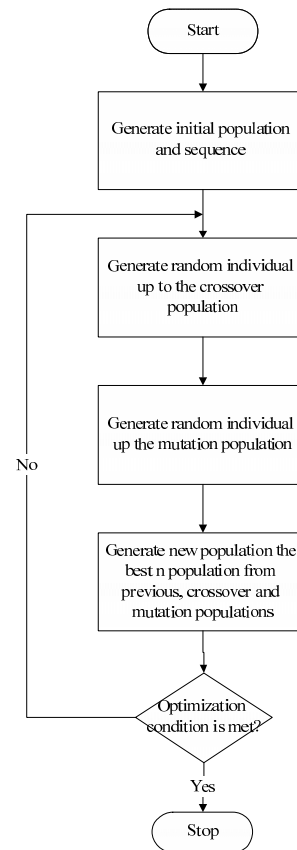 Start
Generate initial population
and sequence
Generate random individual
up to the crossover
population
Generate random individual
up the mutation population
No
Generate new population the
best n population from
previous, crossover and
mutation populations
Optimization
condition is met?
Yes
Stop